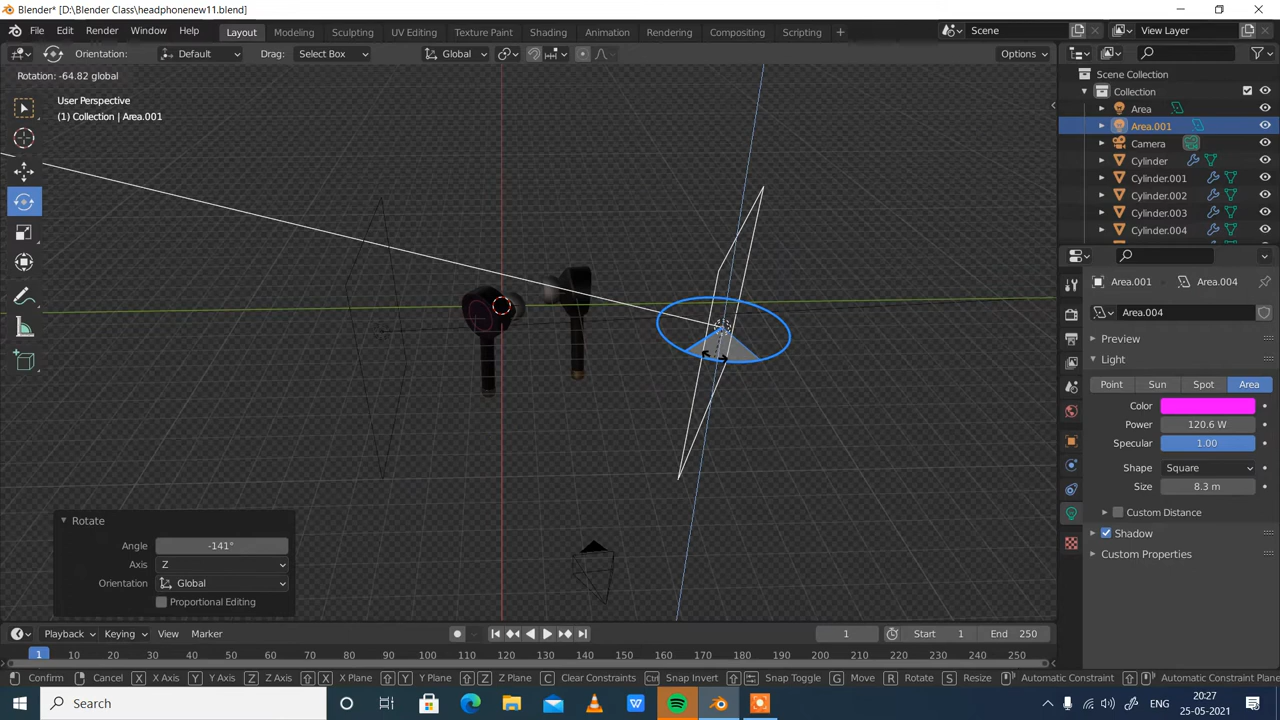 Blender* [D:\Blender Class\headphonenew11.blend]
File Edit Render Window Help Layout Modeling Sculpting UV Editing Texture Paint Shading Animation Rendering Compositing Scripting + Scene View Layer
Orientation: Default Drag: Select Box Global Options
Rotation: -64.82 global
User Perspective
(1) Collection | Area.001
Scene Collection
Collection
Area
Area.001
Camera
Cylinder
Cylinder.001
Cylinder.002
Cylinder.003
Cylinder.004
Area.001 Area.004
Area.004
Preview
Light
Point Sun Spot Area
Color
Power 120.6 W
Specular 1.00
Shape Square
Size 8.3 m
Custom Distance
Shadow
Custom Properties
Rotate
Angle -141°
Axis Z
Orientation Global
Proportional Editing
Playback Keying View Marker 1 Start 1 End 250
1 10 20 30 40 50 60 70 80 90 100 110 120 130 140 150 160 170 180 190 200 210 220 230 240 250
Confirm Cancel X X Axis Y Y Axis Z Z Axis X X Plane Y Y Plane Z Z Plane C Clear Constraints Ctrl Snap Invert Snap Toggle G Move R Rotate S Resize Automatic Constraint Automatic Constraint Plane
Search
20:27
25-05-2021